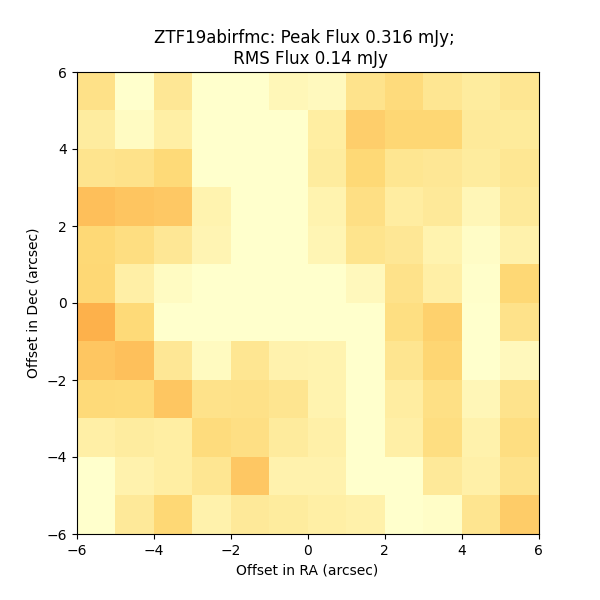 ZTF19abirfmc: Peak Flux 0.316 mJy;
RMS Flux 0.14 mJy
6
4
2
0
−2
−4
−6
Offset in Dec (arcsec)
−6 −4 −2 0 2 4 6
Offset in RA (arcsec)